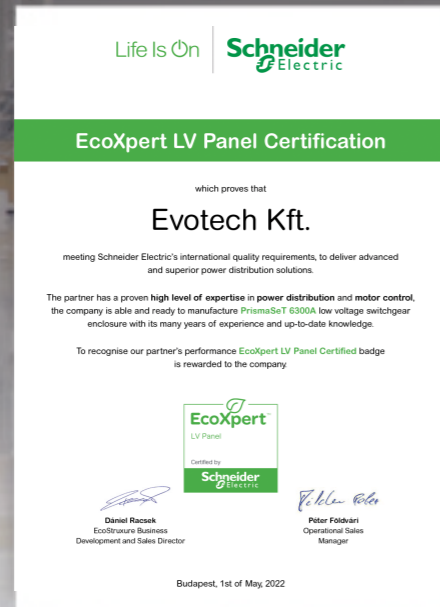 Life Is On
Schneider
Electric
EcoXpert LV Panel Certification
which proves that
Evotech Kft.
meeting Schneider Electric's international quality requirements, to deliver advanced
and superior power distribution solutions.
The partner has a proven high level of expertise in power distribution and motor control,
the company is able and ready to manufacture PrismaSeT 6300A low voltage switchgear
enclosure with its many years of experience and up-to-date knowledge.
To recognise our partner's performance EcoXpert LV Panel Certified badge
is rewarded to the company.
EcoXpert™
LV Panel
Certified by
Schneider
Electric
Dániel Racsek
EcoStruxure Business
Development and Sales Director
Péter Földvári
Operational Sales
Manager
Budapest, 1st of May, 2022